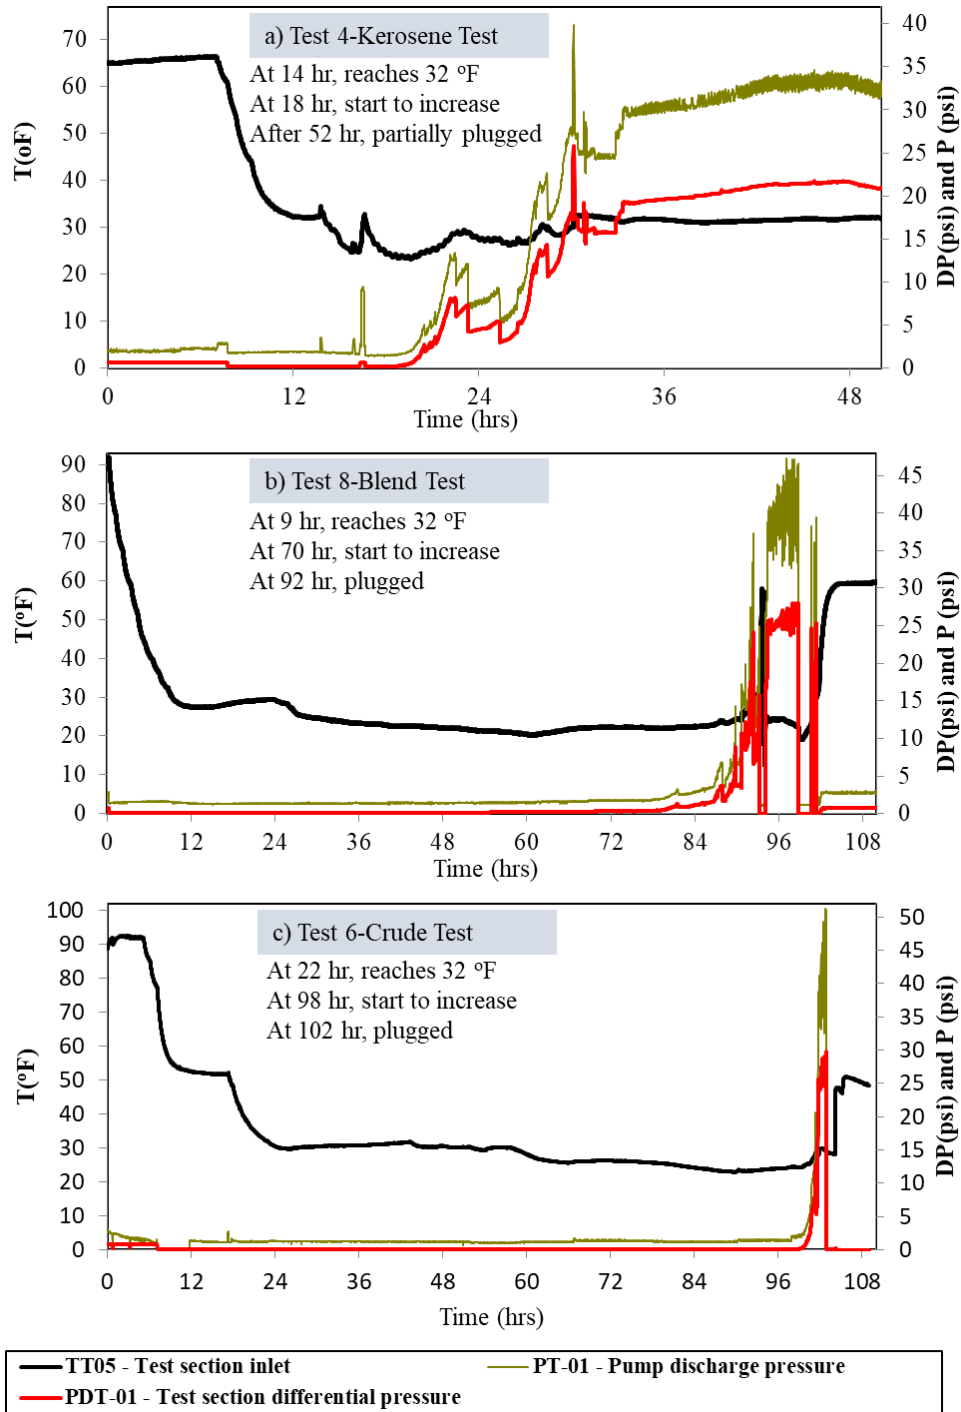 a) Test 4-Kerosene Test
At 14 hr, reaches 32 ºF
At 18 hr, start to increase
After 52 hr, partially plugged
T(oF)
70
60
50
40
30
20
10
0
40
35
30
25
20
15
10
5
0
DP(psi) and P (psi)
0 12 24 36 48
Time (hrs)
b) Test 8-Blend Test
At 9 hr, reaches 32 ºF
At 70 hr, start to increase
At 92 hr, plugged
T(ºF)
90
80
70
60
50
40
30
20
10
0
45
40
35
30
25
20
15
10
5
0
DP(psi) and P (psi)
0 12 24 36 48 60 72 84 96 108
Time (hrs)
c) Test 6-Crude Test
At 22 hr, reaches 32 ºF
At 98 hr, start to increase
At 102 hr, plugged
T(ºF)
100
90
80
70
60
50
40
30
20
10
0
50
45
40
35
30
25
20
15
10
5
0
DP(psi) and P (psi)
0 12 24 36 48 60 72 84 96 108
Time (hrs)
TT05 - Test section inlet
PT-01 - Pump discharge pressure
PDT-01 - Test section differential pressure